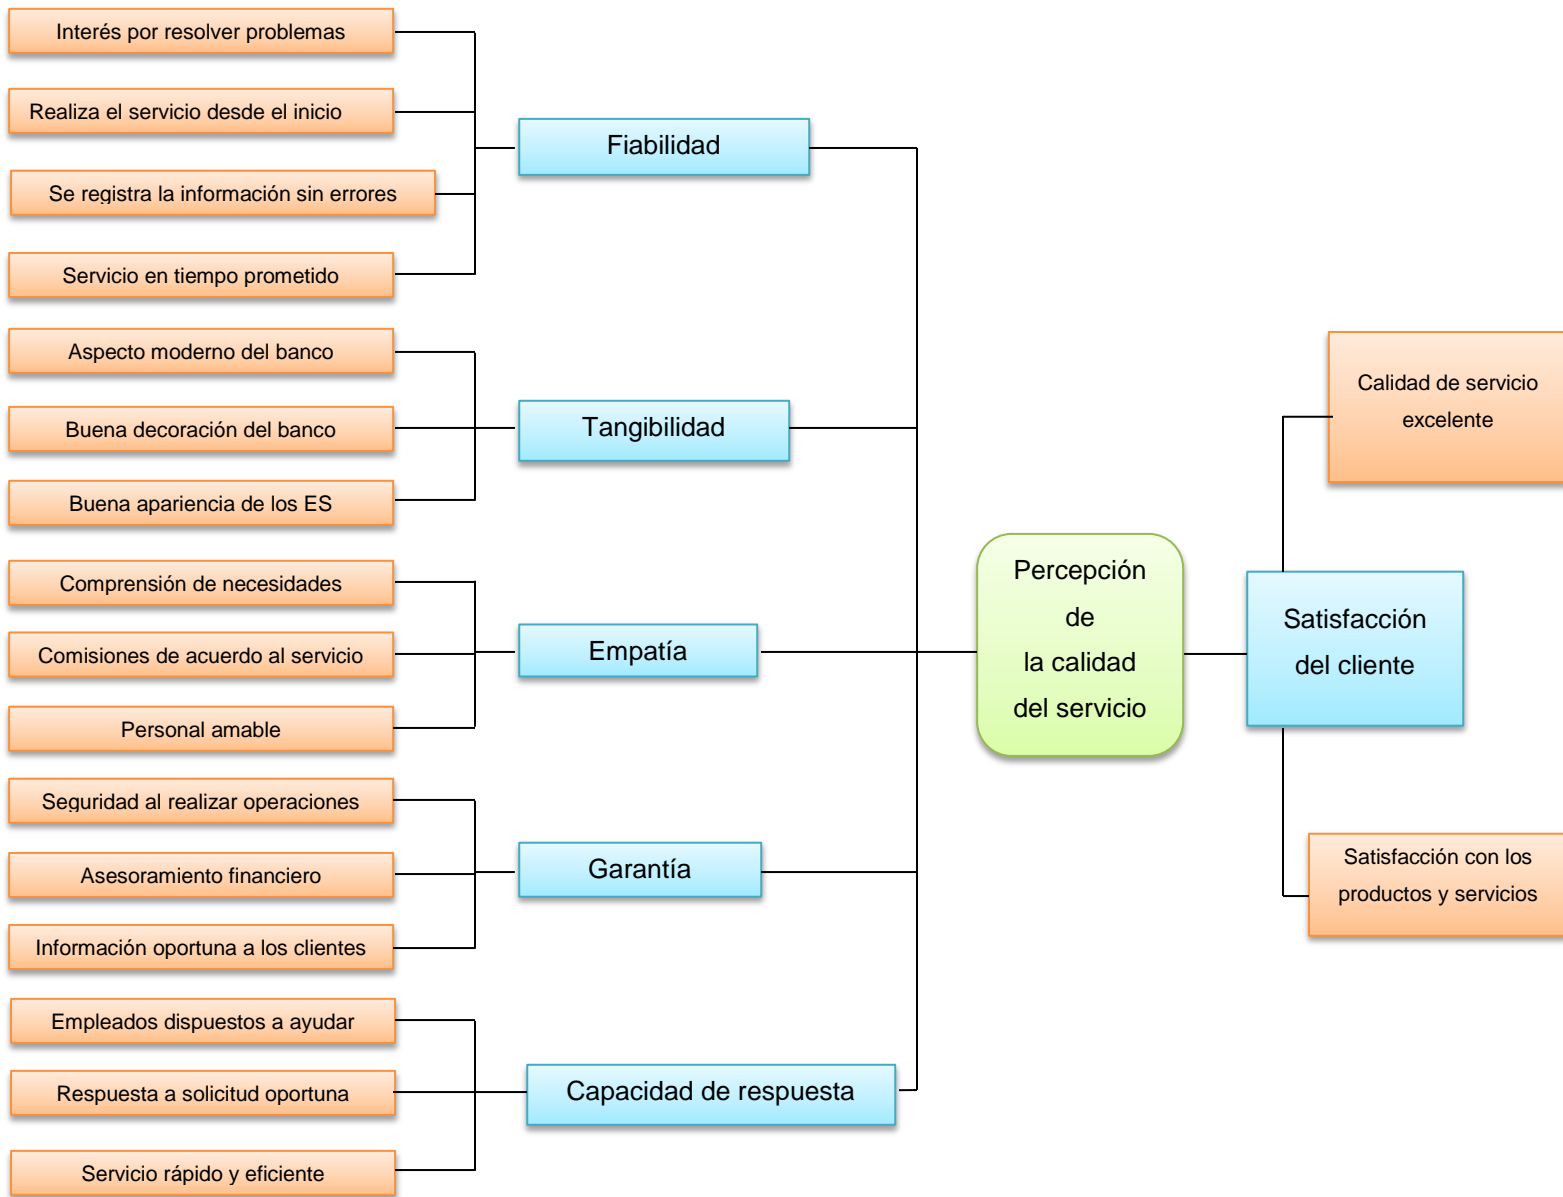 Interés por resolver problemas
Realiza el servicio desde el inicio
Se registra la información sin errores
Servicio en tiempo prometido
Fiabilidad
Aspecto moderno del banco
Buena decoración del banco
Buena apariencia de los ES
Tangibilidad
Comprensión de necesidades
Comisiones de acuerdo al servicio
Personal amable
Empatía
Seguridad al realizar operaciones
Asesoramiento financiero
Información oportuna a los clientes
Garantía
Empleados dispuestos a ayudar
Respuesta a solicitud oportuna
Servicio rápido y eficiente
Capacidad de respuesta
Percepción
de
la calidad
del servicio
Satisfacción
del cliente
Calidad de servicio
excelente
Satisfacción con los
productos y servicios